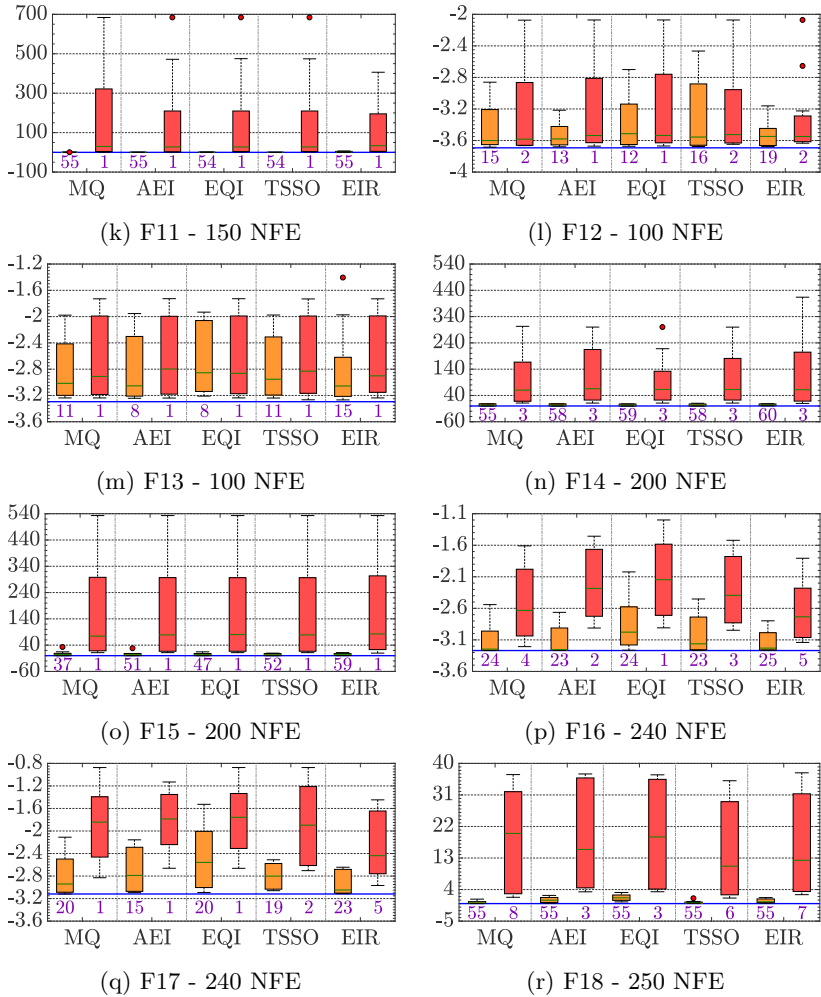 700
500
300
100
-100
55 1 55 1 54 1 54 1 55 1
MQ AEI EQI TSSO EIR
(k) F11 - 150 NFE
-2
-2.4
-2.8
-3.2
-3.6
-4
15 2 13 1 12 1 16 2 19 2
MQ AEI EQI TSSO EIR
(l) F12 - 100 NFE
-1.2
-1.6
-2
-2.4
-2.8
-3.2
-3.6
11 1 8 1 8 1 11 1 15 1
MQ AEI EQI TSSO EIR
(m) F13 - 100 NFE
540
440
340
240
140
40
-60
55 3 58 3 59 3 58 3 60 3
MQ AEI EQI TSSO EIR
(n) F14 - 200 NFE
540
440
340
240
140
40
-60
37 1 51 1 47 1 52 1 59 1
MQ AEI EQI TSSO EIR
(o) F15 - 200 NFE
-1.1
-1.6
-2.1
-2.6
-3.1
-3.6
24 4 23 2 24 1 23 3 25 5
MQ AEI EQI TSSO EIR
(p) F16 - 240 NFE
-0.8
-1.2
-1.6
-2
-2.4
-2.8
-3.2
-3.6
20 1 15 1 20 1 19 2 23 5
MQ AEI EQI TSSO EIR
(q) F17 - 240 NFE
40
31
22
13
4
-5
55 8 55 3 55 3 55 6 55 7
MQ AEI EQI TSSO EIR
(r) F18 - 250 NFE